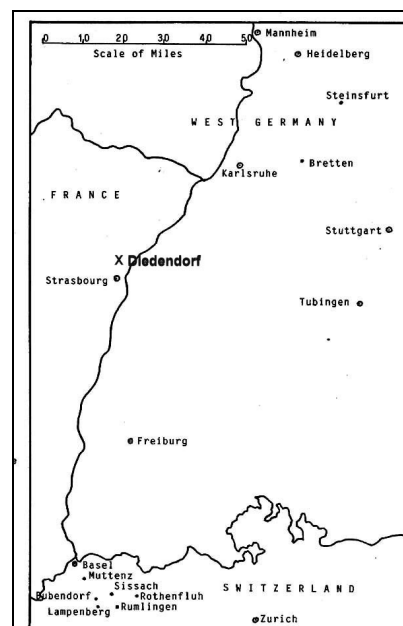 0 10 20 30 40 50
Scale of Miles
Mannheim
Heidelberg
Steinsfurt
WEST GERMANY
Bretten
Karlsruhe
FRANCE
Stuttgart
X Diedendorf
Strasbourg
Tubingen
Freiburg
Basel
Muttenz
Sissach
Bubendorf
Rothenfluh
Lampenberg
Rumlingen
SWITZERLAND
Zurich